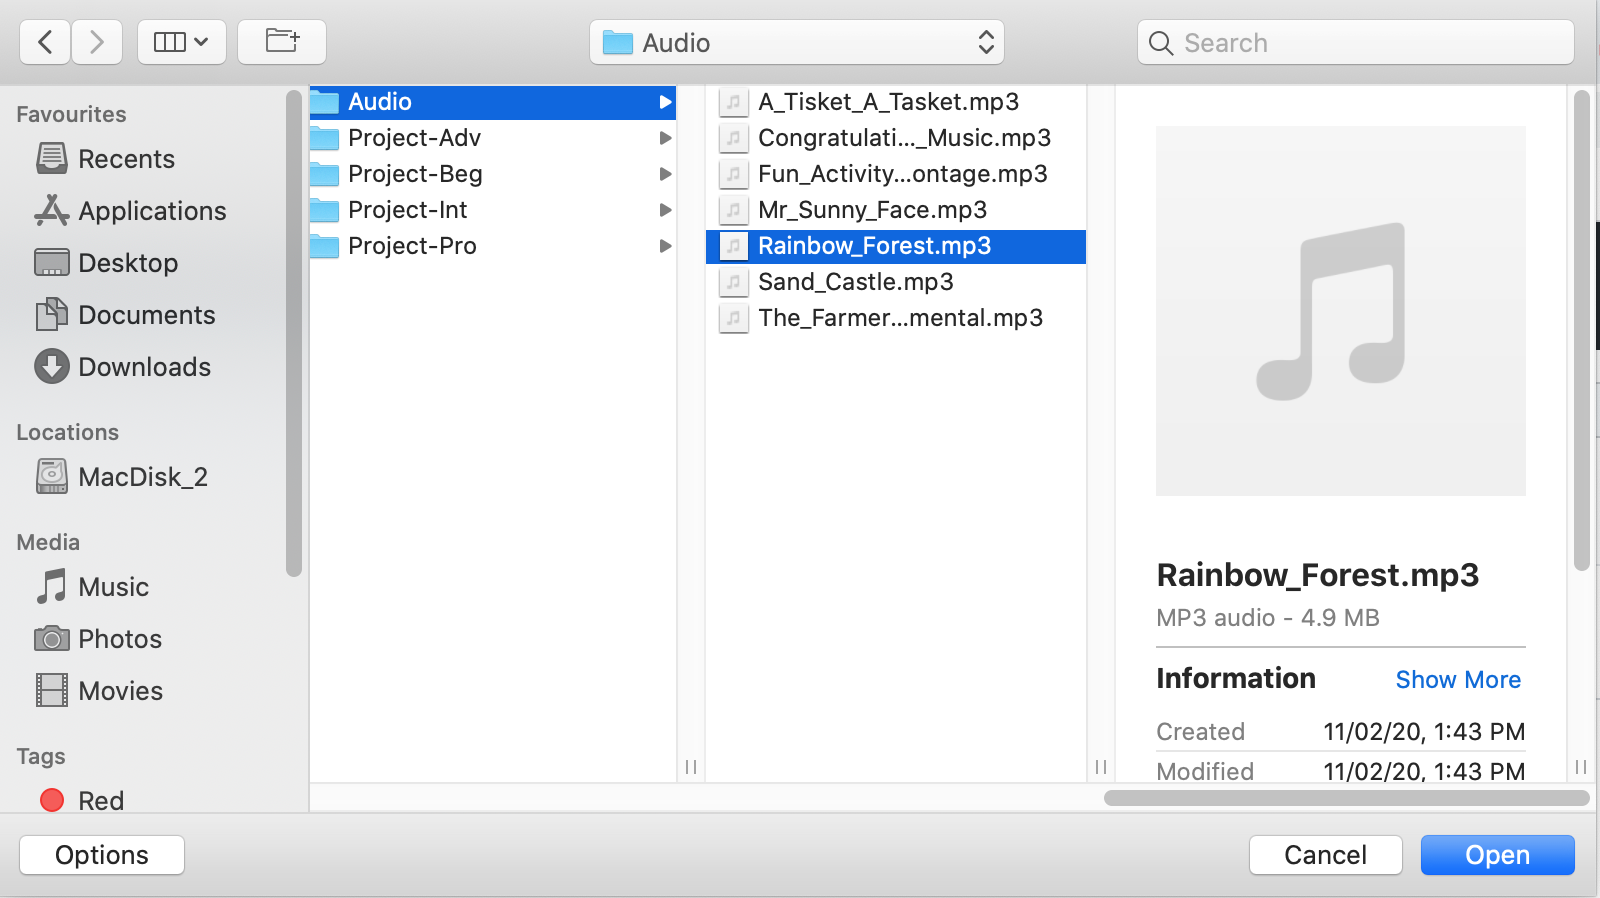 Audio
Search
Favourites
Recents
Applications
Desktop
Documents
Downloads
Locations
MacDisk_2
Media
Music
Photos
Movies
Tags
Red
Audio
Project-Adv
Project-Beg
Project-Int
Project-Pro
A_Tisket_A_Tasket.mp3
Congratulati..._Music.mp3
Fun_Activity...ontage.mp3
Mr_Sunny_Face.mp3
Rainbow_Forest.mp3
Sand_Castle.mp3
The_Farmer...mental.mp3
Rainbow_Forest.mp3
MP3 audio - 4.9 MB
Information Show More
Created 11/02/20, 1:43 PM
Modified 11/02/20, 1:43 PM
Options
Cancel
Open